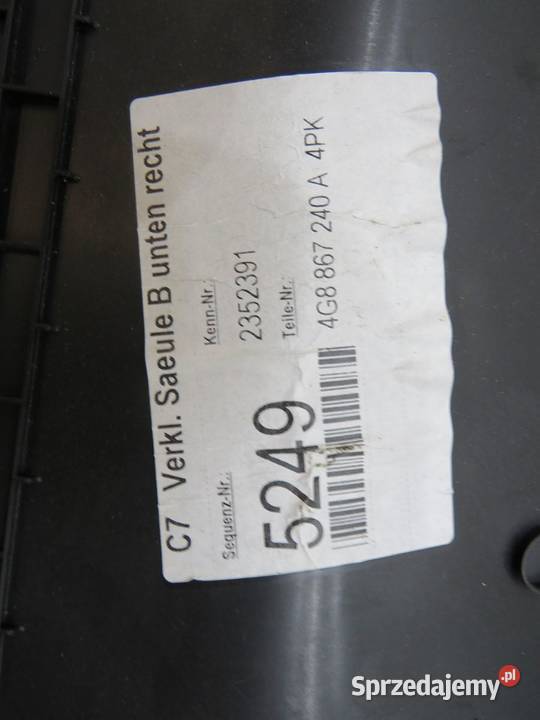 C7 Verkl. Saeule B unten recht
Sequenz-Nr.: Kenn-Nr.:
5249 2352391
Teile-Nr.:
4G8 867 240 A 4PK
Sprzedajemy.pl